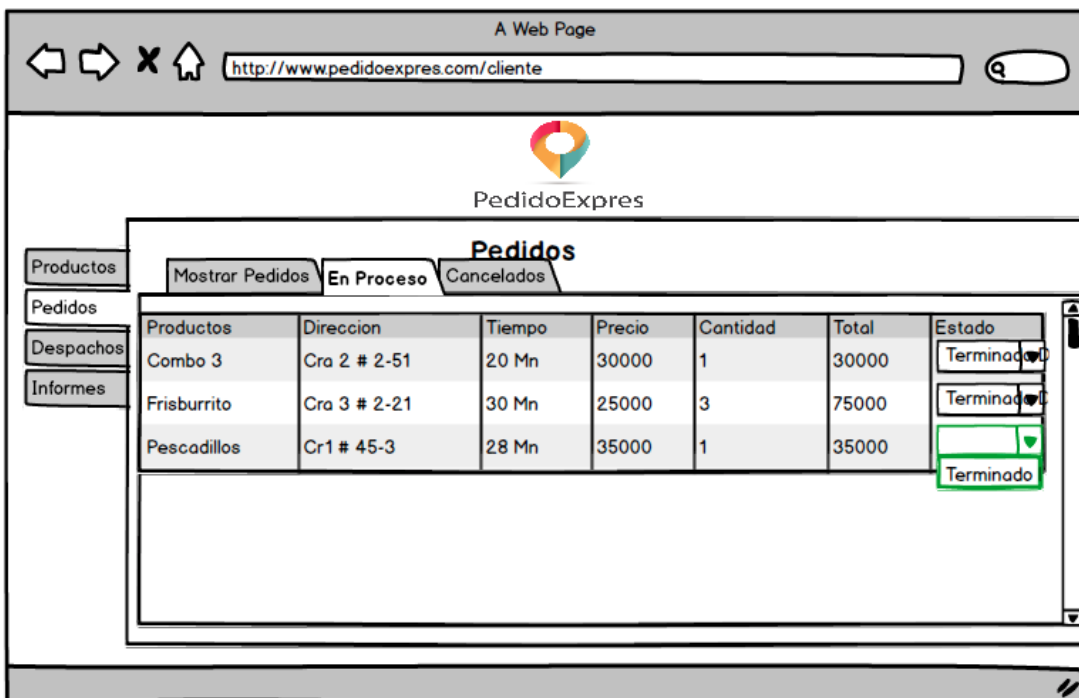 A Web Page
http://www.pedidoexpres.com/cliente
PedidoExpres
Pedidos
Mostrar Pedidos En Proceso Cancelados
Productos
Pedidos
Despachos
Informes
Productos Direccion Tiempo Precio Cantidad Total Estado
Combo 3 Cra 2 # 2-51 20 Mn 30000 1 30000 Terminado
Frisburrito Cra 3 # 2-21 30 Mn 25000 3 75000 Terminado
Pescadillos Cr1 # 45-3 28 Mn 35000 1 35000
Terminado